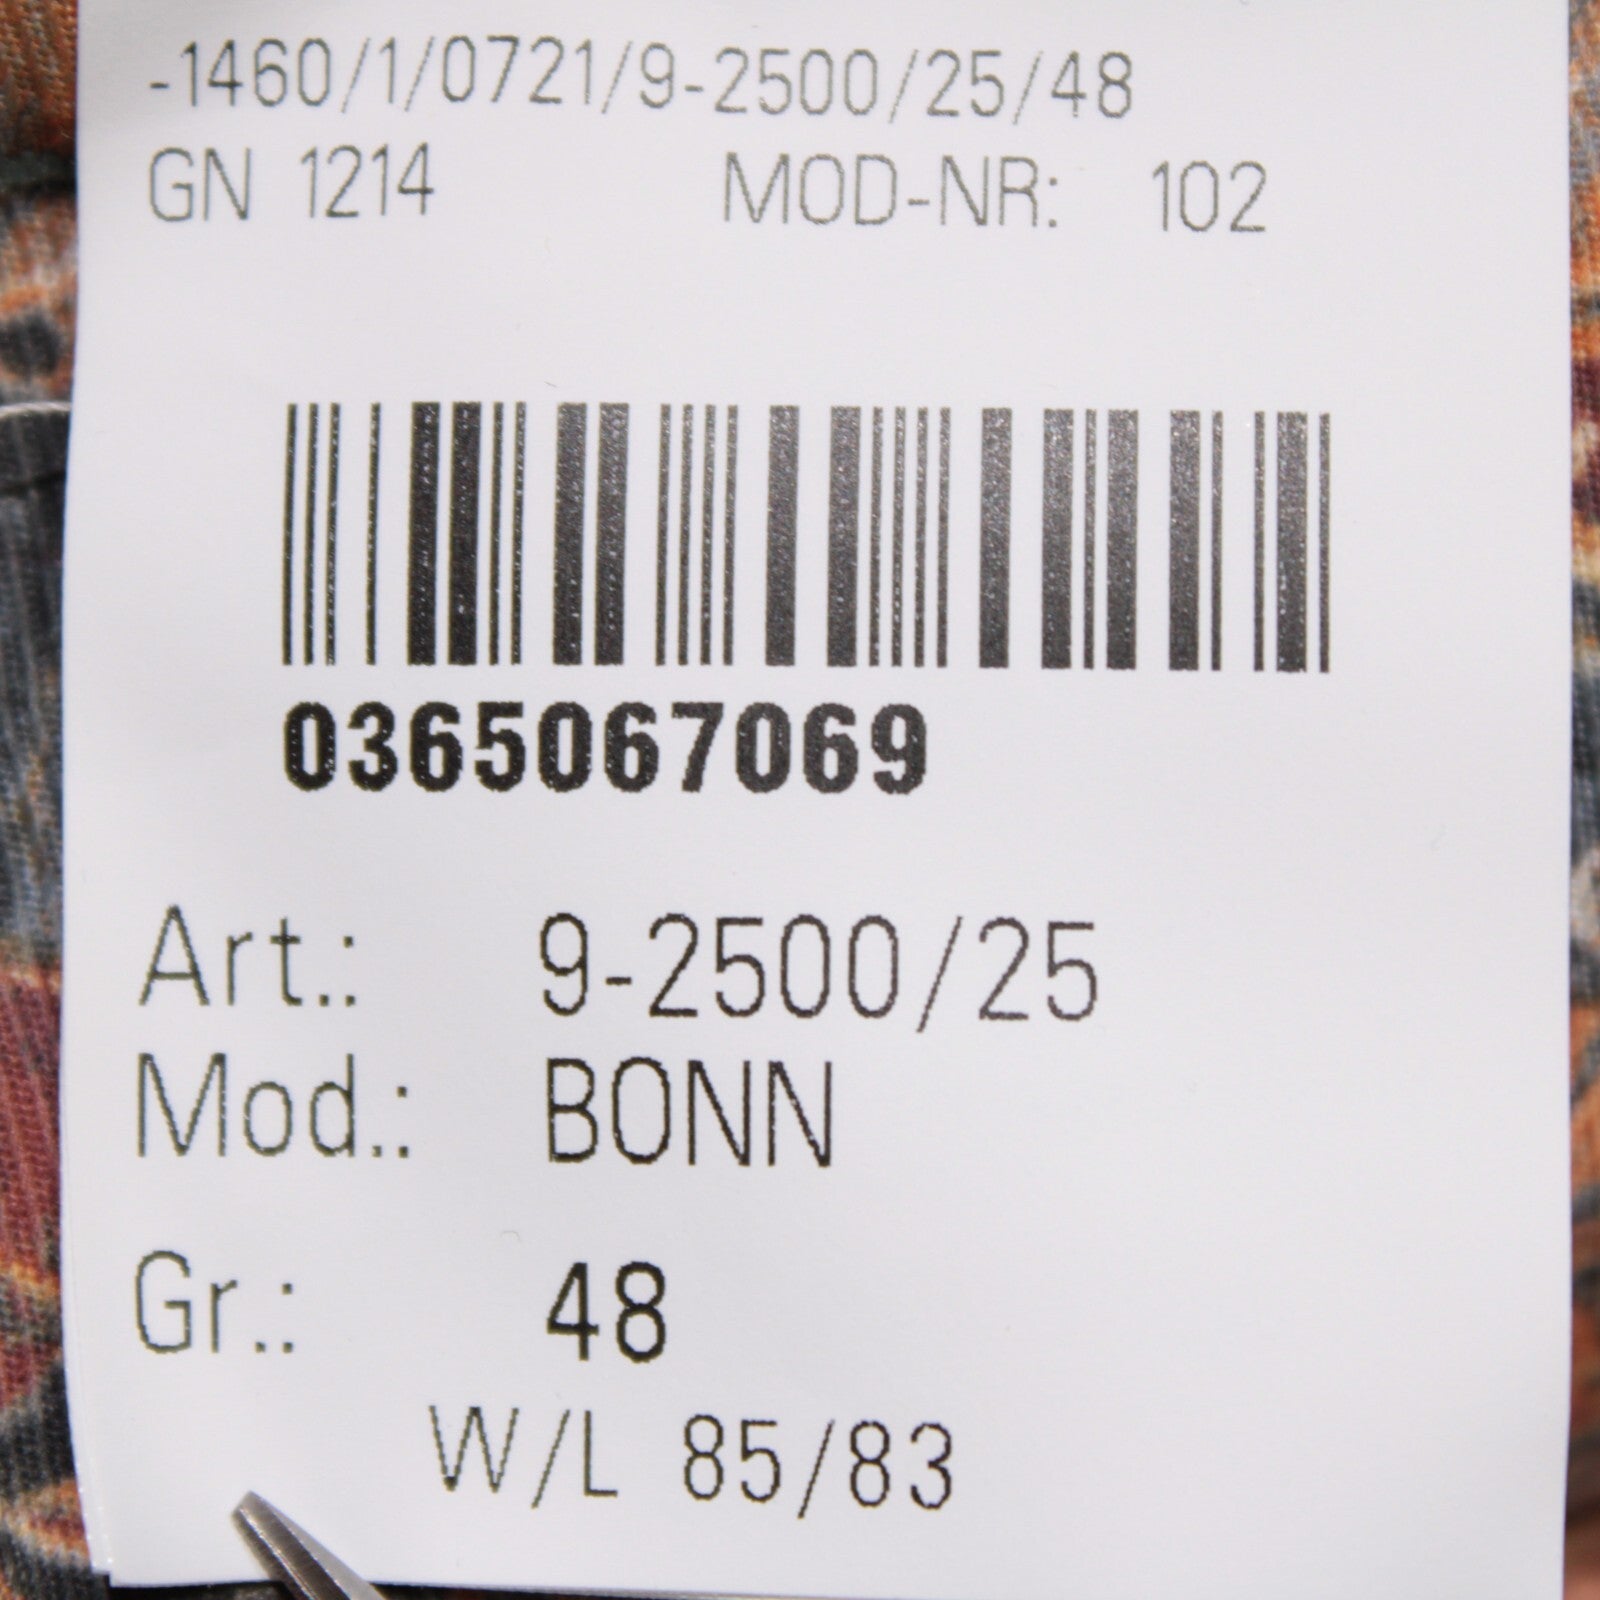 -1460/1/0721/9-2500/25/48
GN 1214 MOD-NR: 102
0365067069
Art.: 9-2500/25
Mod.: BONN
Gr.: 48
W/L 85/83